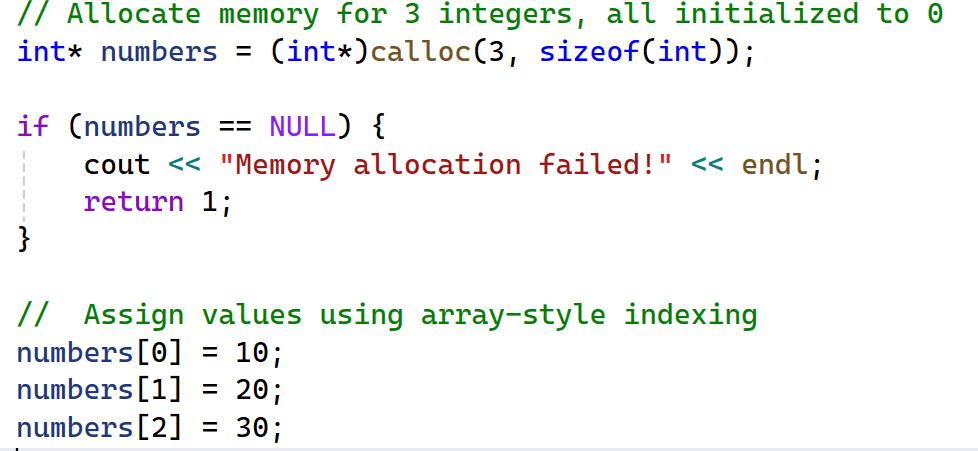 // Allocate memory for 3 integers, all initialized to 0
int* numbers = (int*)calloc(3, sizeof(int));
if (numbers == NULL) {
    cout << "Memory allocation failed!" << endl;
    return 1;
}
//  Assign values using array-style indexing
numbers[0] = 10;
numbers[1] = 20;
numbers[2] = 30;